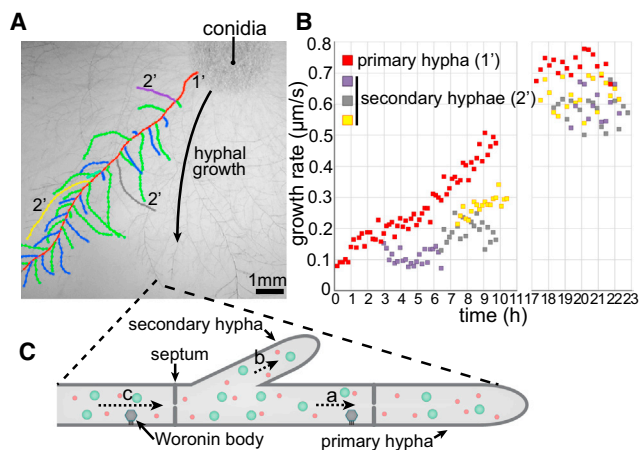 A
conidia
2'
1'
hyphal
growth
2'
2'
1mm
B
growth rate (μm/s)
0.8
0.7
0.6
0.5
0.4
0.3
0.2
0.1
0
primary hypha (1')
secondary hyphae (2')
0 1 2 3 4 5 6 7 8 9 10 11 17 18 19 20 21 22 23
time (h)
C
secondary hypha
septum
b
c
a
Woronin body
primary hypha